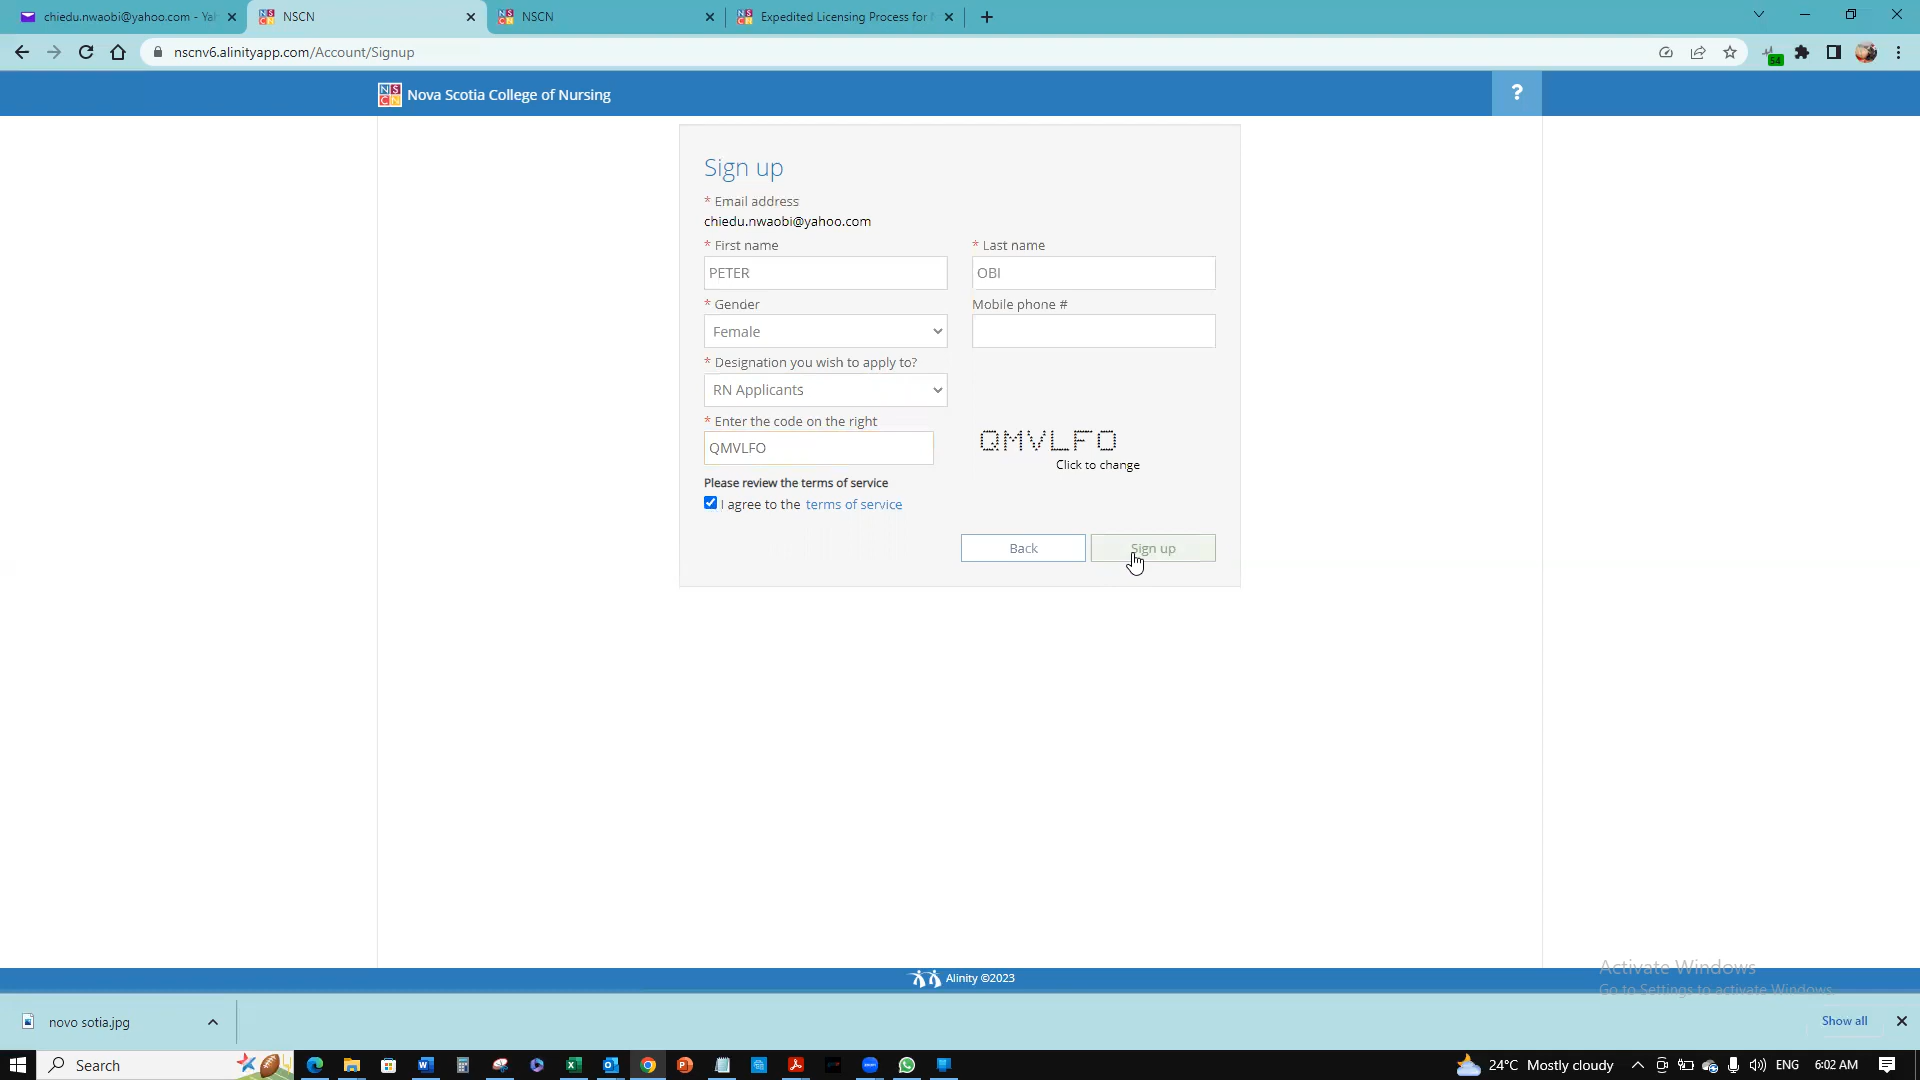 chiedu.nwaobi@yahoo.com - Yah
NSCN
NSCN
Expedited Licensing Process for
nscnv6.alinityapp.com/Account/Signup
54
NS
CN
Nova Scotia College of Nursing
?
Sign up
* Email address
chiedu.nwaobi@yahoo.com
* First name
* Last name
PETER
OBI
* Gender
Mobile phone #
Female
* Designation you wish to apply to?
RN Applicants
* Enter the code on the right
QMVLFO
QMVLFO
Click to change
Please review the terms of service
I agree to the terms of service
Back
Sign up
Activate Windows
Go to Settings to activate Windows.
Alinity ©2023
novo sotia.jpg
Show all
Search
24°C Mostly cloudy
ENG
6:02 AM